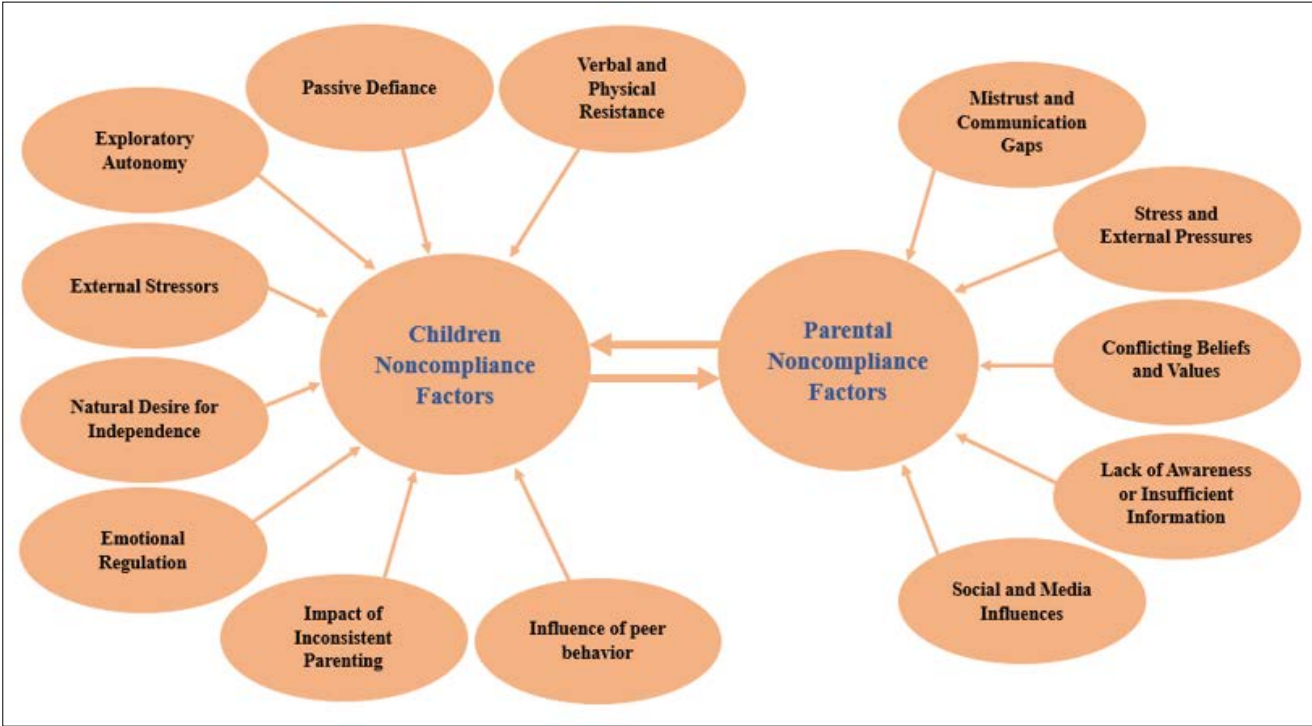 Passive Defiance
Verbal and
Physical
Resistance
Exploratory
Autonomy
External Stressors
Natural Desire for
Independence
Emotional
Regulation
Impact of
Inconsistent
Parenting
Influence of peer
behavior
Children
Noncompliance
Factors
Parental
Noncompliance
Factors
Mistrust and
Communication
Gaps
Stress and
External Pressures
Conflicting Beliefs
and Values
Lack of Awareness
or Insufficient
Information
Social and Media
Influences